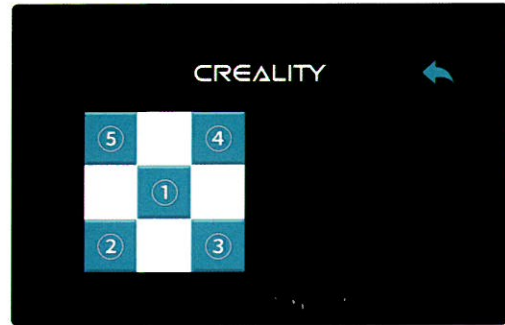 CREALITY
⑤ ④
①
② ③